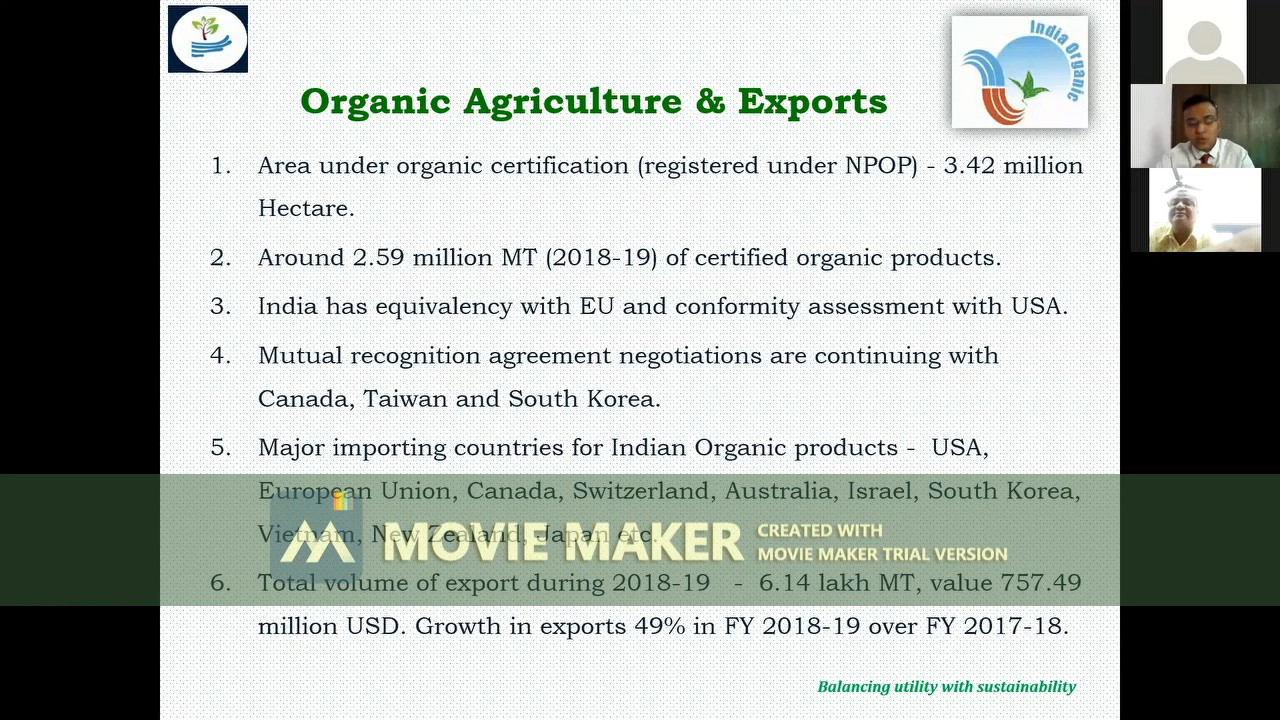 India Organic
Organic Agriculture & Exports
1. Area under organic certification (registered under NPOP) - 3.42 million
Hectare.
2. Around 2.59 million MT (2018-19) of certified organic products.
3. India has equivalency with EU and conformity assessment with USA.
4. Mutual recognition agreement negotiations are continuing with
Canada, Taiwan and South Korea.
5. Major importing countries for Indian Organic products - USA,
European Union, Canada, Switzerland, Australia, Israel, South Korea,
Vietnam, New Zealand, Japan etc.
MOVIE MAKER
CREATED WITH
MOVIE MAKER TRIAL VERSION
6. Total volume of export during 2018-19 - 6.14 lakh MT, value 757.49
million USD. Growth in exports 49% in FY 2018-19 over FY 2017-18.
Balancing utility with sustainability